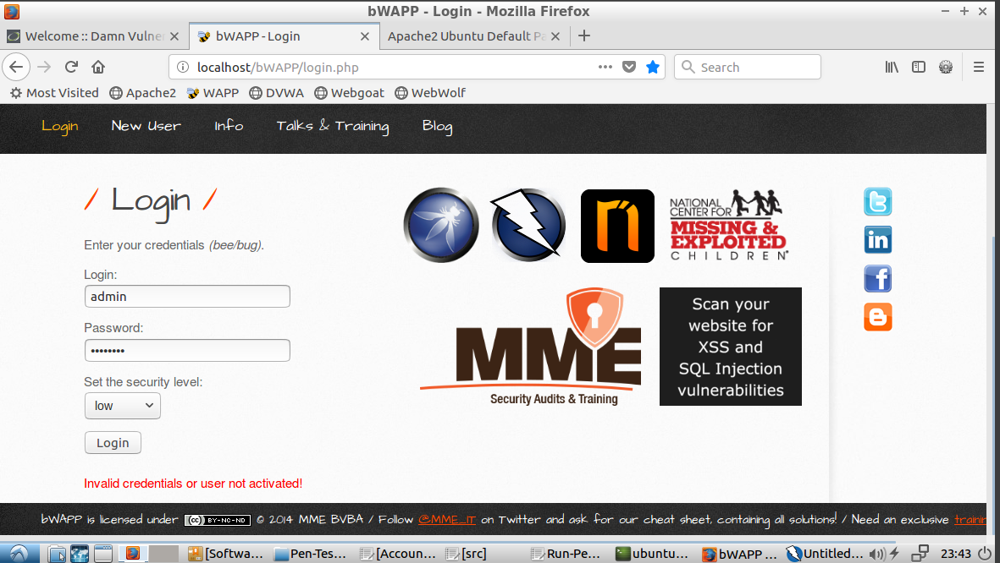 bWAPP - Login - Mozilla Firefox
Welcome :: Damn Vulne
bWAPP - Login
Apache2 Ubuntu Default Pa
localhost/bWAPP/login.php
Search
Most Visited Apache2 WAPP DVWA Webgoat WebWolf
Login New User Info Talks & Training Blog
/ Login /
Enter your credentials (bee/bug).
Login:
admin
Password:
••••••••
Set the security level:
low
Login
Invalid credentials or user not activated!
NATIONAL
CENTER FOR
MISSING &
EXPLOITED
CHILDREN®
MME
Security Audits & Training
Scan your
website for
XSS and
SQL Injection
vulnerabilities
bWAPP is licensed under (cc) BY-NC-ND © 2014 MME BVBA / Follow @MME_IT on Twitter and ask for our cheat sheet, containing all solutions! / Need an exclusive trainin
[Softwa... Pen-Tes... [Accoun... [src] Run-Pe... ubuntu... bWAPP ... Untitled... 23:43